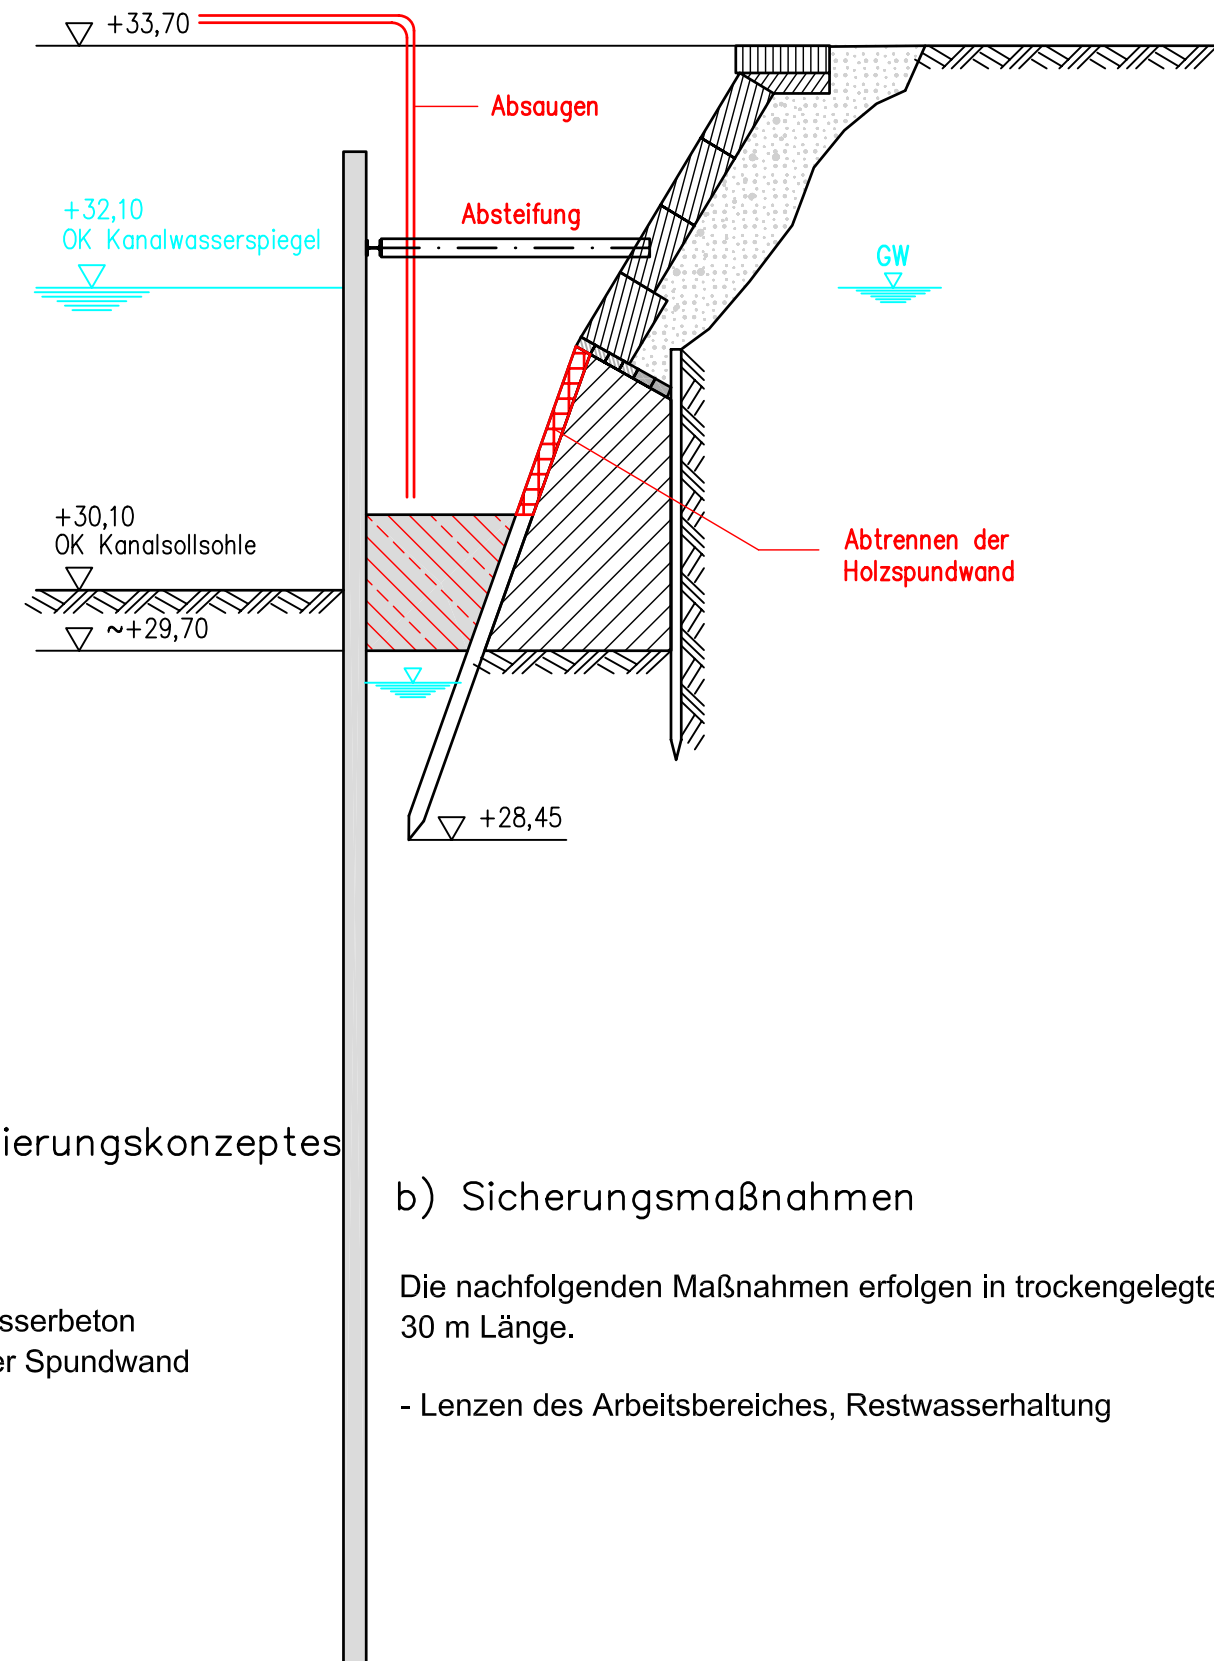 +33,70
Absaugen
+32,10
OK Kanalwasserspiegel
Absteifung
GW
+30,10
OK Kanalsollsohle
Abtrennen der
Holzspundwand
~+29,70
+28,45
ierungskonzeptes
b) Sicherungsmaßnahmen
Die nachfolgenden Maßnahmen erfolgen in trockengelegte
30 m Länge.
sserbeton
er Spundwand
- Lenzen des Arbeitsbereiches, Restwasserhaltung